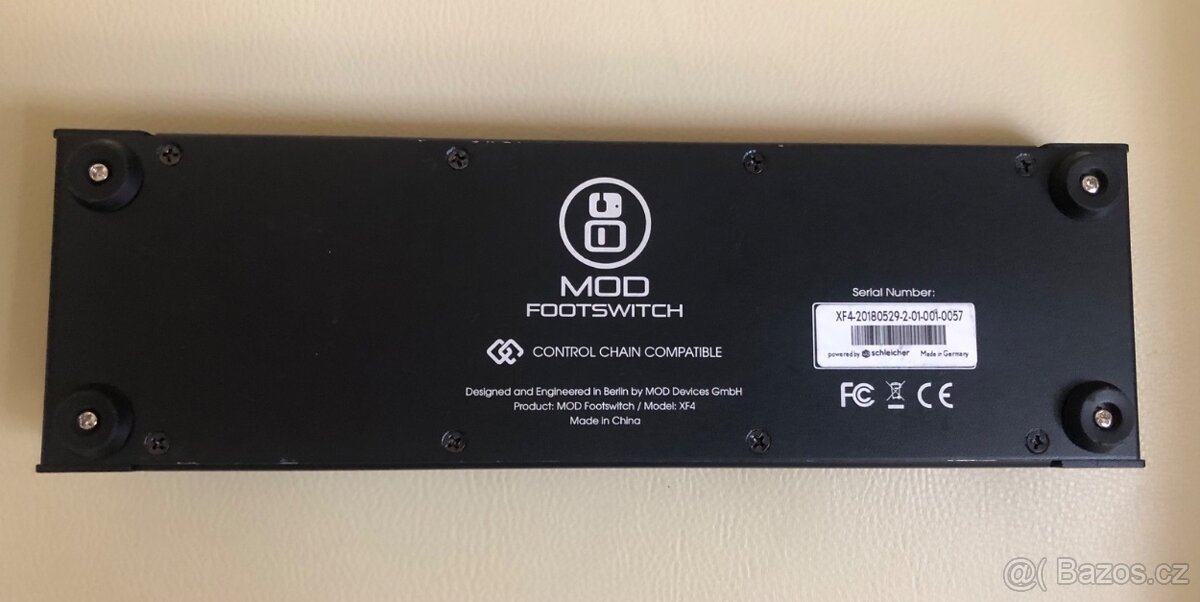 MOD
FOOTSWITCH
CONTROL CHAIN COMPATIBLE
Designed and Engineered in Berlin by MOD Devices GmbH
Product: MOD Footswitch / Model: XF4
Made in China
Serial Number:
XF4-20180529-2-01-001-0057
powered by schleicher Made in Germany
FC CE
@( Bazos.cz